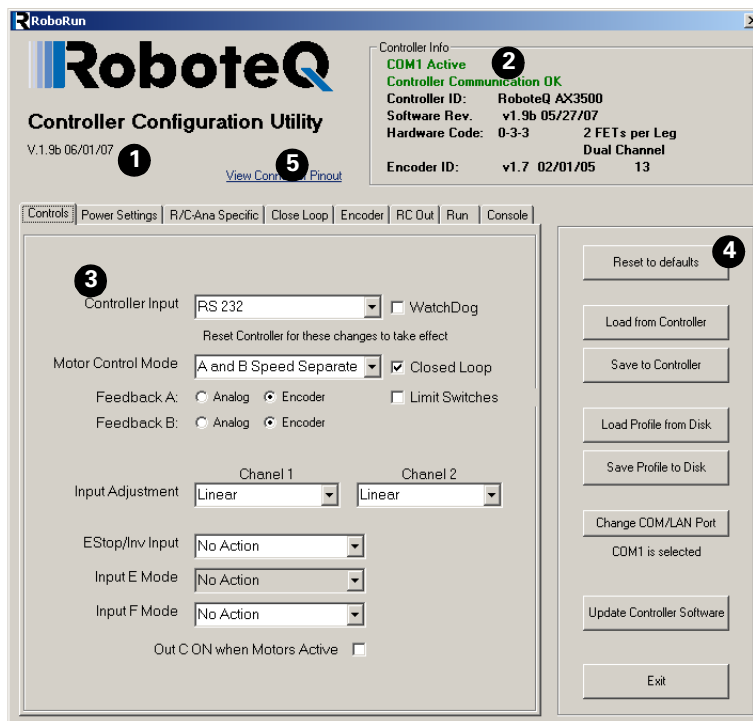 RoboRun
RoboteQ
Controller Configuration Utility
V.1.9b 06/01/07
1
5
View Connector Pinout
Controller Info
COM1 Active
2
Controller Communication OK
Controller ID: RoboteQ AX3500
Software Rev. v1.9b 05/27/07
Hardware Code: 0-3-3 2 FETs per Leg
Dual Channel
Encoder ID: v1.7 02/01/05 13
Controls Power Settings R/C-Ana Specific Close Loop Encoder RC Out Run Console
3
Controller Input RS 232 WatchDog
Reset Controller for these changes to take effect
Motor Control Mode A and B Speed Separate Closed Loop
Feedback A: Analog Encoder Limit Switches
Feedback B: Analog Encoder
Chanel 1 Chanel 2
Input Adjustment Linear Linear
EStop/Inv Input No Action
Input E Mode No Action
Input F Mode No Action
Out C ON when Motors Active
4
Reset to defaults
Load from Controller
Save to Controller
Load Profile from Disk
Save Profile to Disk
Change COM/LAN Port
COM1 is selected
Update Controller Software
Exit